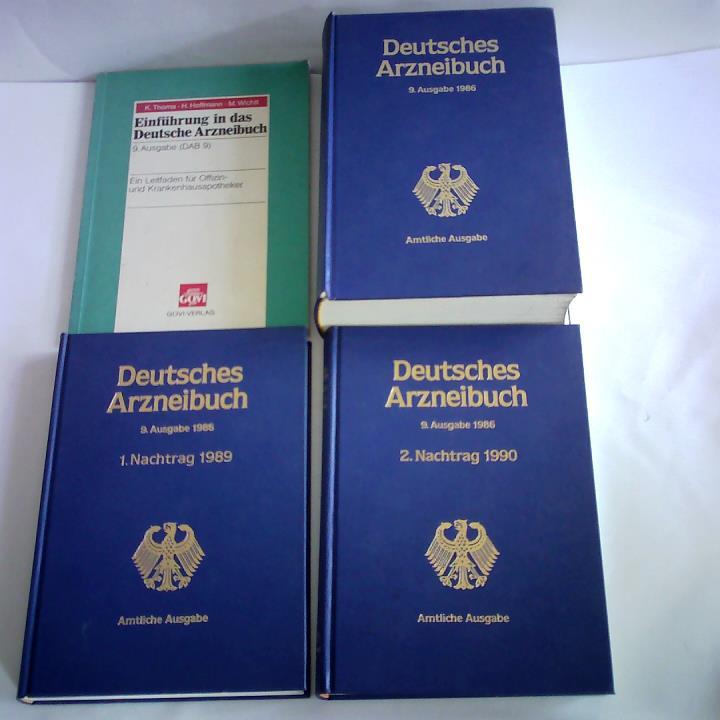 K. Thoma · H. Hoffmann · M. Wichtl
Einführung in das
Deutsche Arzneibuch
9. Ausgabe (DAB 9)
Ein Leitfaden für Offizin-
und Krankenhausapotheker
GOVI
GOVI-VERLAG
Deutsches
Arzneibuch
9. Ausgabe 1986
Amtliche Ausgabe
Deutsches
Arzneibuch
9. Ausgabe 1986
1. Nachtrag 1989
Amtliche Ausgabe
Deutsches
Arzneibuch
9. Ausgabe 1986
2. Nachtrag 1990
Amtliche Ausgabe